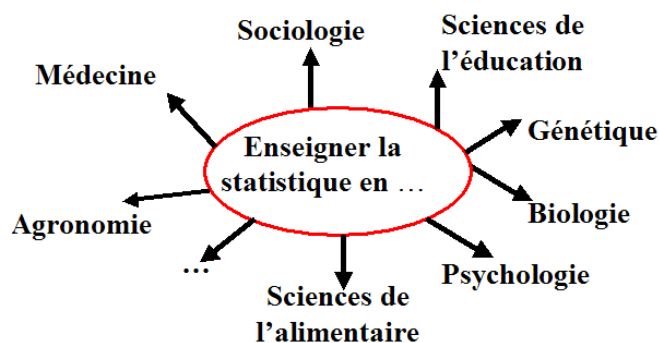 Sociologie
Sciences de
l’éducation
Médecine
Génétique
Enseigner la
statistique en …
Agronomie
Biologie
…
Psychologie
Sciences de
l’alimentaire